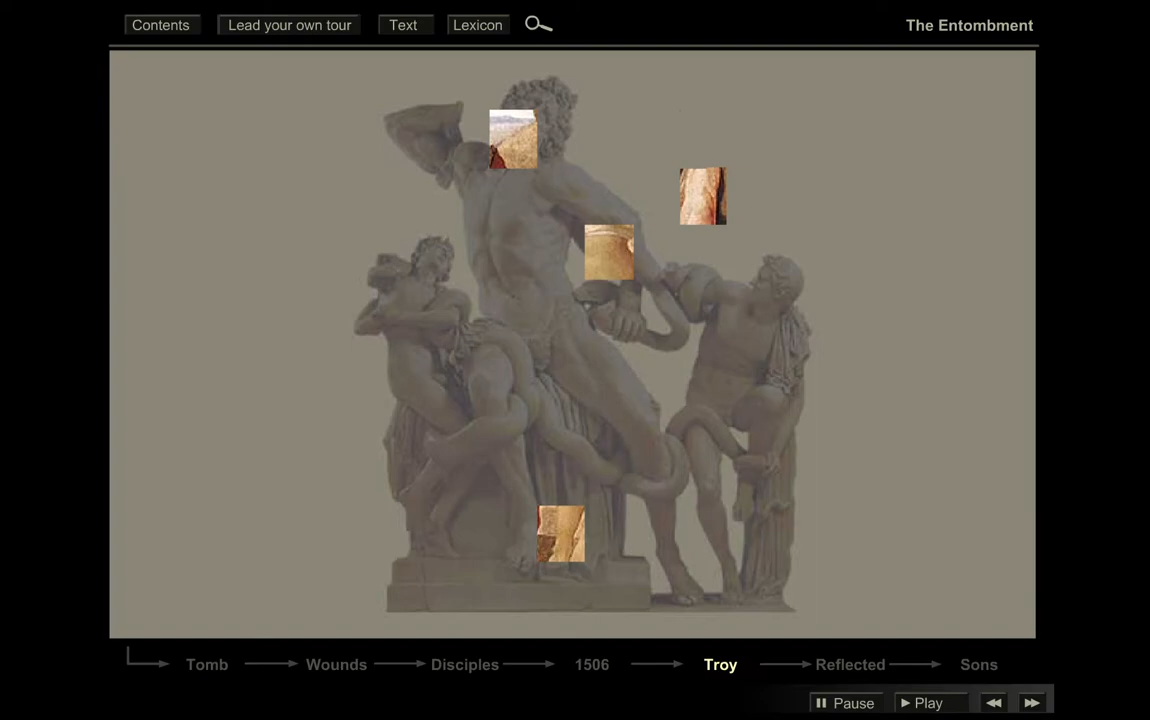 Contents Lead your own tour Text Lexicon The Entombment
Tomb Wounds Disciples 1506 Troy Reflected Sons
Pause Play